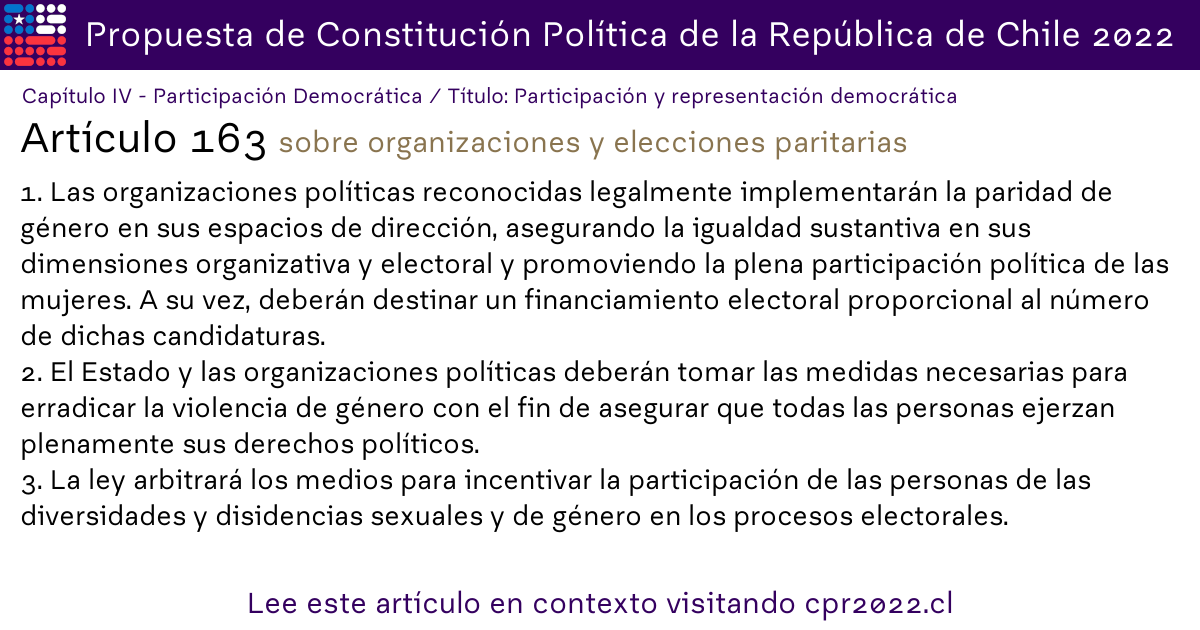 Propuesta de Constitución Política de la República de Chile 2022
Capítulo IV - Participación Democrática / Título: Participación y representación democrática
Artículo 163 sobre organizaciones y elecciones paritarias
1. Las organizaciones políticas reconocidas legalmente implementarán la paridad de
género en sus espacios de dirección, asegurando la igualdad sustantiva en sus
dimensiones organizativa y electoral y promoviendo la plena participación política de las
mujeres. A su vez, deberán destinar un financiamiento electoral proporcional al número
de dichas candidaturas.
2. El Estado y las organizaciones políticas deberán tomar las medidas necesarias para
erradicar la violencia de género con el fin de asegurar que todas las personas ejerzan
plenamente sus derechos políticos.
3. La ley arbitrará los medios para incentivar la participación de las personas de las
diversidades y disidencias sexuales y de género en los procesos electorales.
Lee este artículo en contexto visitando cpr2022.cl